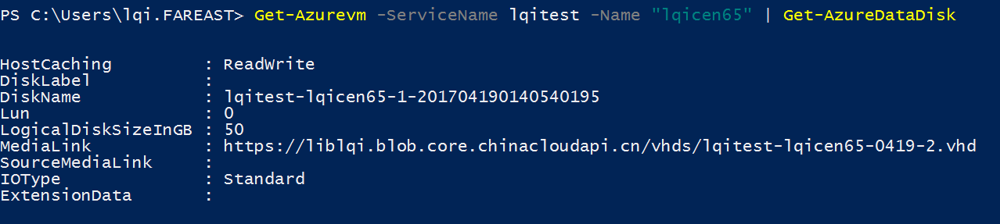 PS C:\Users\lqi.FAREAST> Get-Azurevm -ServiceName lqitest -Name "lqicen65" | Get-AzureDataDisk
HostCaching : ReadWrite
DiskLabel :
DiskName : lqitest-lqicen65-1-201704190140540195
Lun : 0
LogicalDiskSizeInGB : 50
MediaLink : https://liblqi.blob.core.chinacloudapi.cn/vhds/lqitest-lqicen65-0419-2.vhd
SourceMediaLink :
IOType : Standard
ExtensionData :